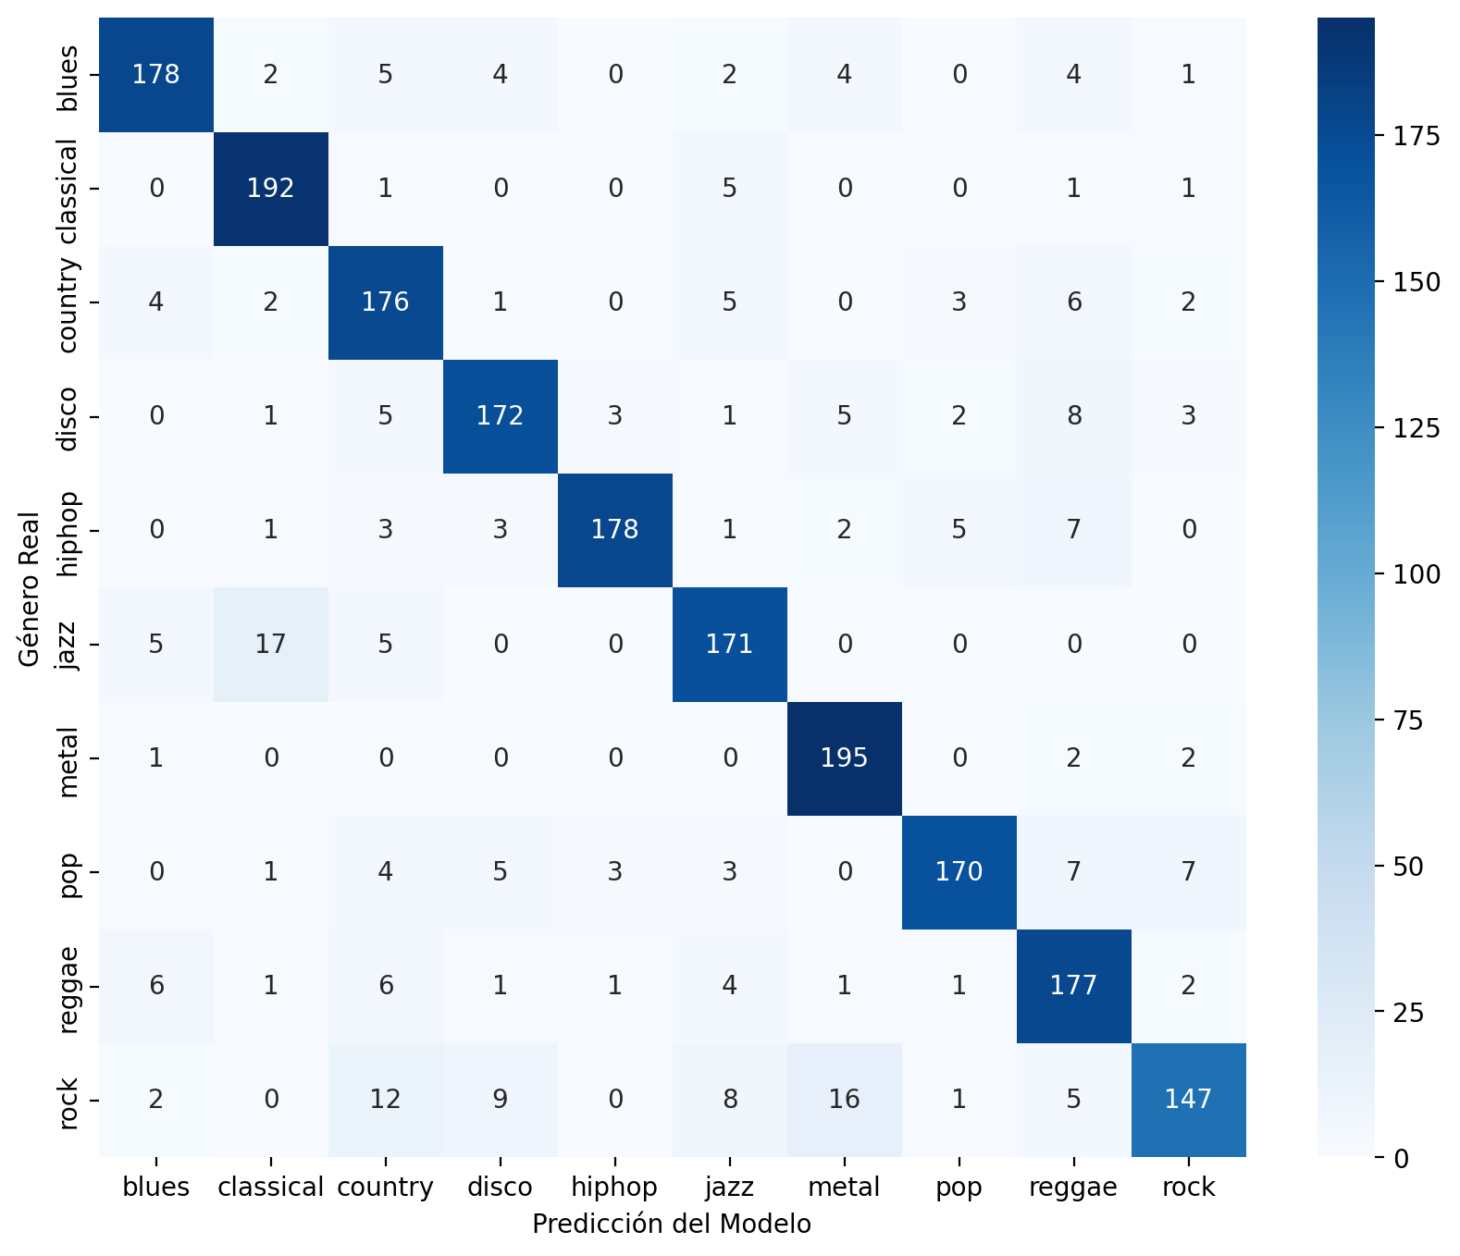 blues 178 2 5 4 0 2 4 0 4 1
classical 0 192 1 0 0 5 0 0 1 1
country 4 2 176 1 0 5 0 3 6 2
disco 0 1 5 172 3 1 5 2 8 3
hiphop 0 1 3 3 178 1 2 5 7 0
jazz 5 17 5 0 0 171 0 0 0 0
metal 1 0 0 0 0 0 195 0 2 2
pop 0 1 4 5 3 3 0 170 7 7
reggae 6 1 6 1 1 4 1 1 177 2
rock 2 0 12 9 0 8 16 1 5 147
blues classical country disco hiphop jazz metal pop reggae rock
Predicción del Modelo
Género Real
175
150
125
100
75
50
25
0